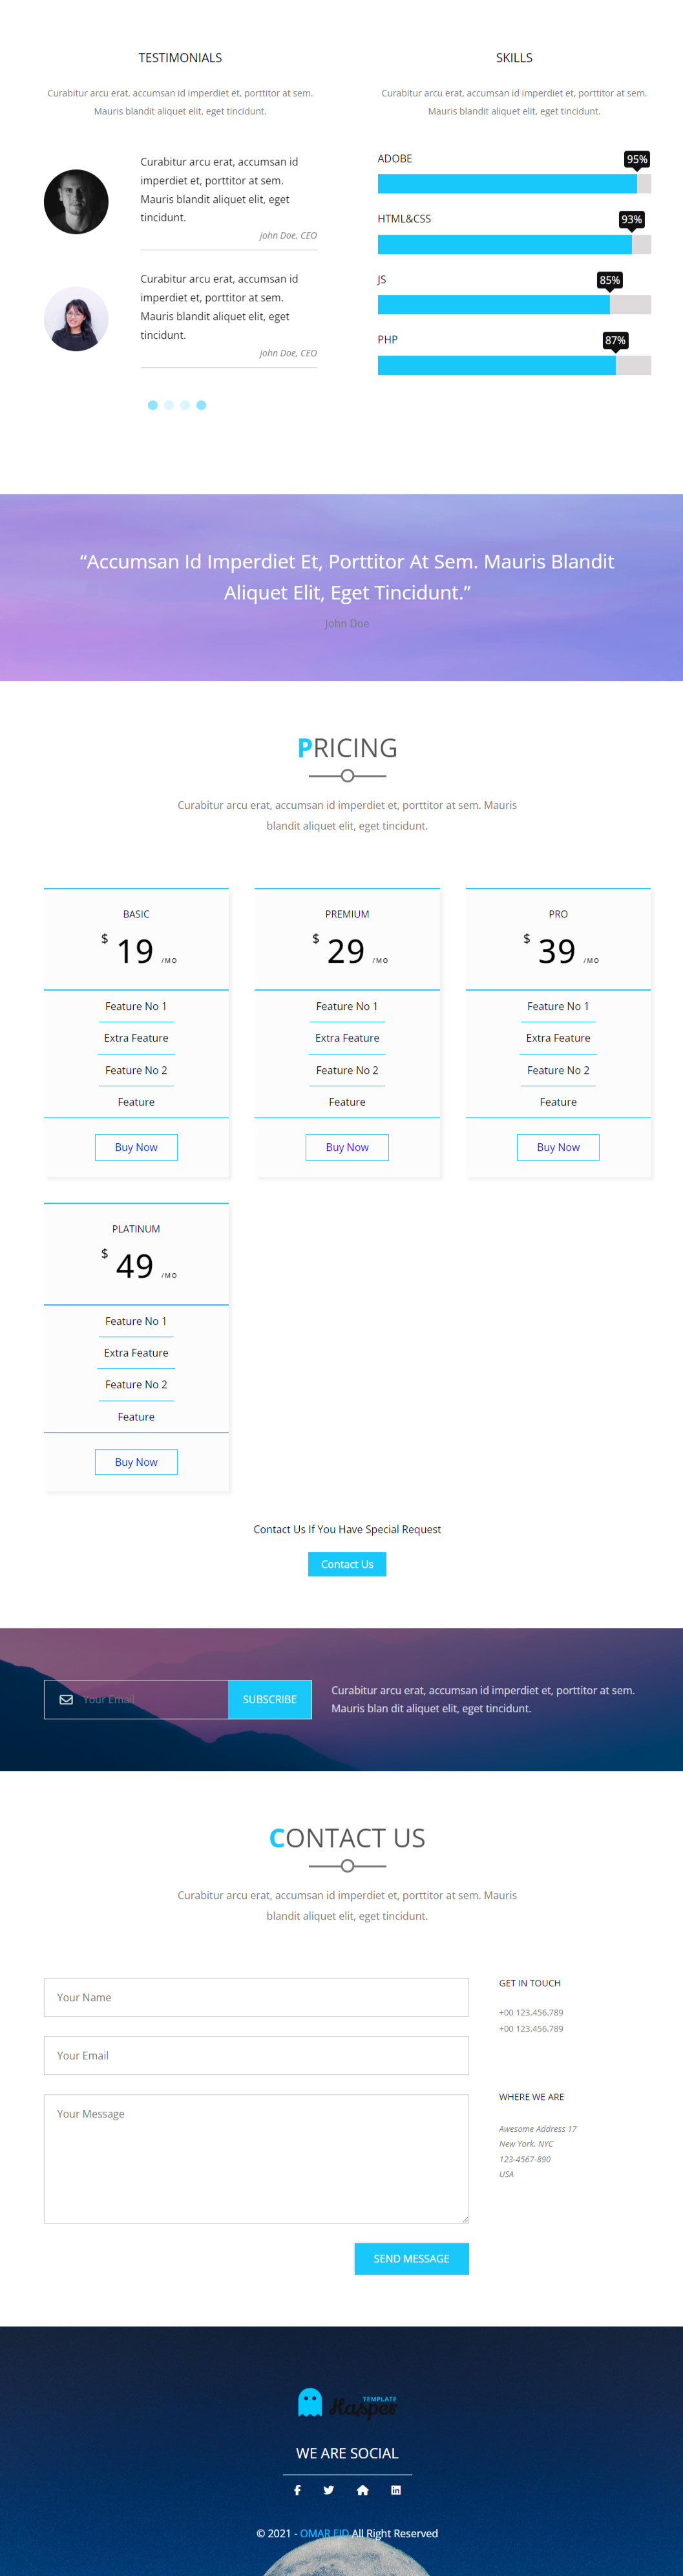 TESTIMONIALS
Curabitur arcu erat, accumsan id imperdiet et, porttitor at sem.
Mauris blandit aliquet elit, eget tincidunt.
Curabitur arcu erat, accumsan id
imperdiet et, porttitor at sem.
Mauris blandit aliquet elit, eget
tincidunt.
john Doe, CEO
Curabitur arcu erat, accumsan id
imperdiet et, porttitor at sem.
Mauris blandit aliquet elit, eget
tincidunt.
john Doe, CEO
SKILLS
Curabitur arcu erat, accumsan id imperdiet et, porttitor at sem.
Mauris blandit aliquet elit, eget tincidunt.
ADOBE 95%
HTML&CSS 93%
JS 85%
PHP 87%
“Accumsan Id Imperdiet Et, Porttitor At Sem. Mauris Blandit
Aliquet Elit, Eget Tincidunt.”
John Doe
PRICING
Curabitur arcu erat, accumsan id imperdiet et, porttitor at sem. Mauris
blandit aliquet elit, eget tincidunt.
BASIC
$ 19 /MO
Feature No 1
Extra Feature
Feature No 2
Feature
Buy Now
PREMIUM
$ 29 /MO
Feature No 1
Extra Feature
Feature No 2
Feature
Buy Now
PRO
$ 39 /MO
Feature No 1
Extra Feature
Feature No 2
Feature
Buy Now
PLATINUM
$ 49 /MO
Feature No 1
Extra Feature
Feature No 2
Feature
Buy Now
Contact Us If You Have Special Request
Contact Us
Your Email
SUBSCRIBE
Curabitur arcu erat, accumsan id imperdiet et, porttitor at sem.
Mauris blan dit aliquet elit, eget tincidunt.
CONTACT US
Curabitur arcu erat, accumsan id imperdiet et, porttitor at sem. Mauris
blandit aliquet elit, eget tincidunt.
Your Name
Your Email
Your Message
SEND MESSAGE
GET IN TOUCH
+00 123.456.789
+00 123.456.789
WHERE WE ARE
Awesome Address 17
New York, NYC
123-4567-890
USA
TEMPLATE
Kasper
WE ARE SOCIAL
© 2021 - OMAR EID All Right Reserved